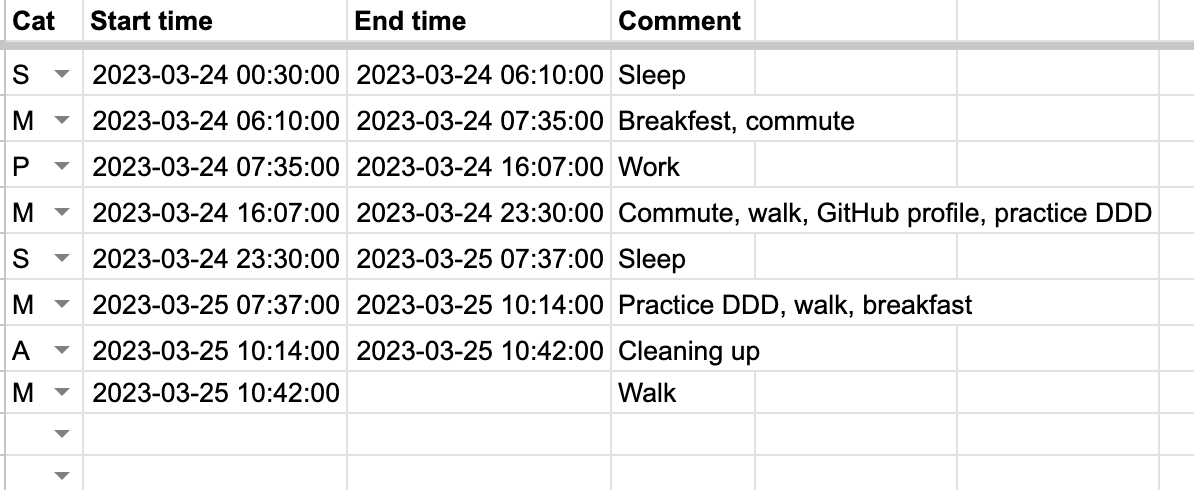 Cat Start time End time Comment
S 2023-03-24 00:30:00 2023-03-24 06:10:00 Sleep
M 2023-03-24 06:10:00 2023-03-24 07:35:00 Breakfest, commute
P 2023-03-24 07:35:00 2023-03-24 16:07:00 Work
M 2023-03-24 16:07:00 2023-03-24 23:30:00 Commute, walk, GitHub profile, practice DDD
S 2023-03-24 23:30:00 2023-03-25 07:37:00 Sleep
M 2023-03-25 07:37:00 2023-03-25 10:14:00 Practice DDD, walk, breakfast
A 2023-03-25 10:14:00 2023-03-25 10:42:00 Cleaning up
M 2023-03-25 10:42:00 Walk